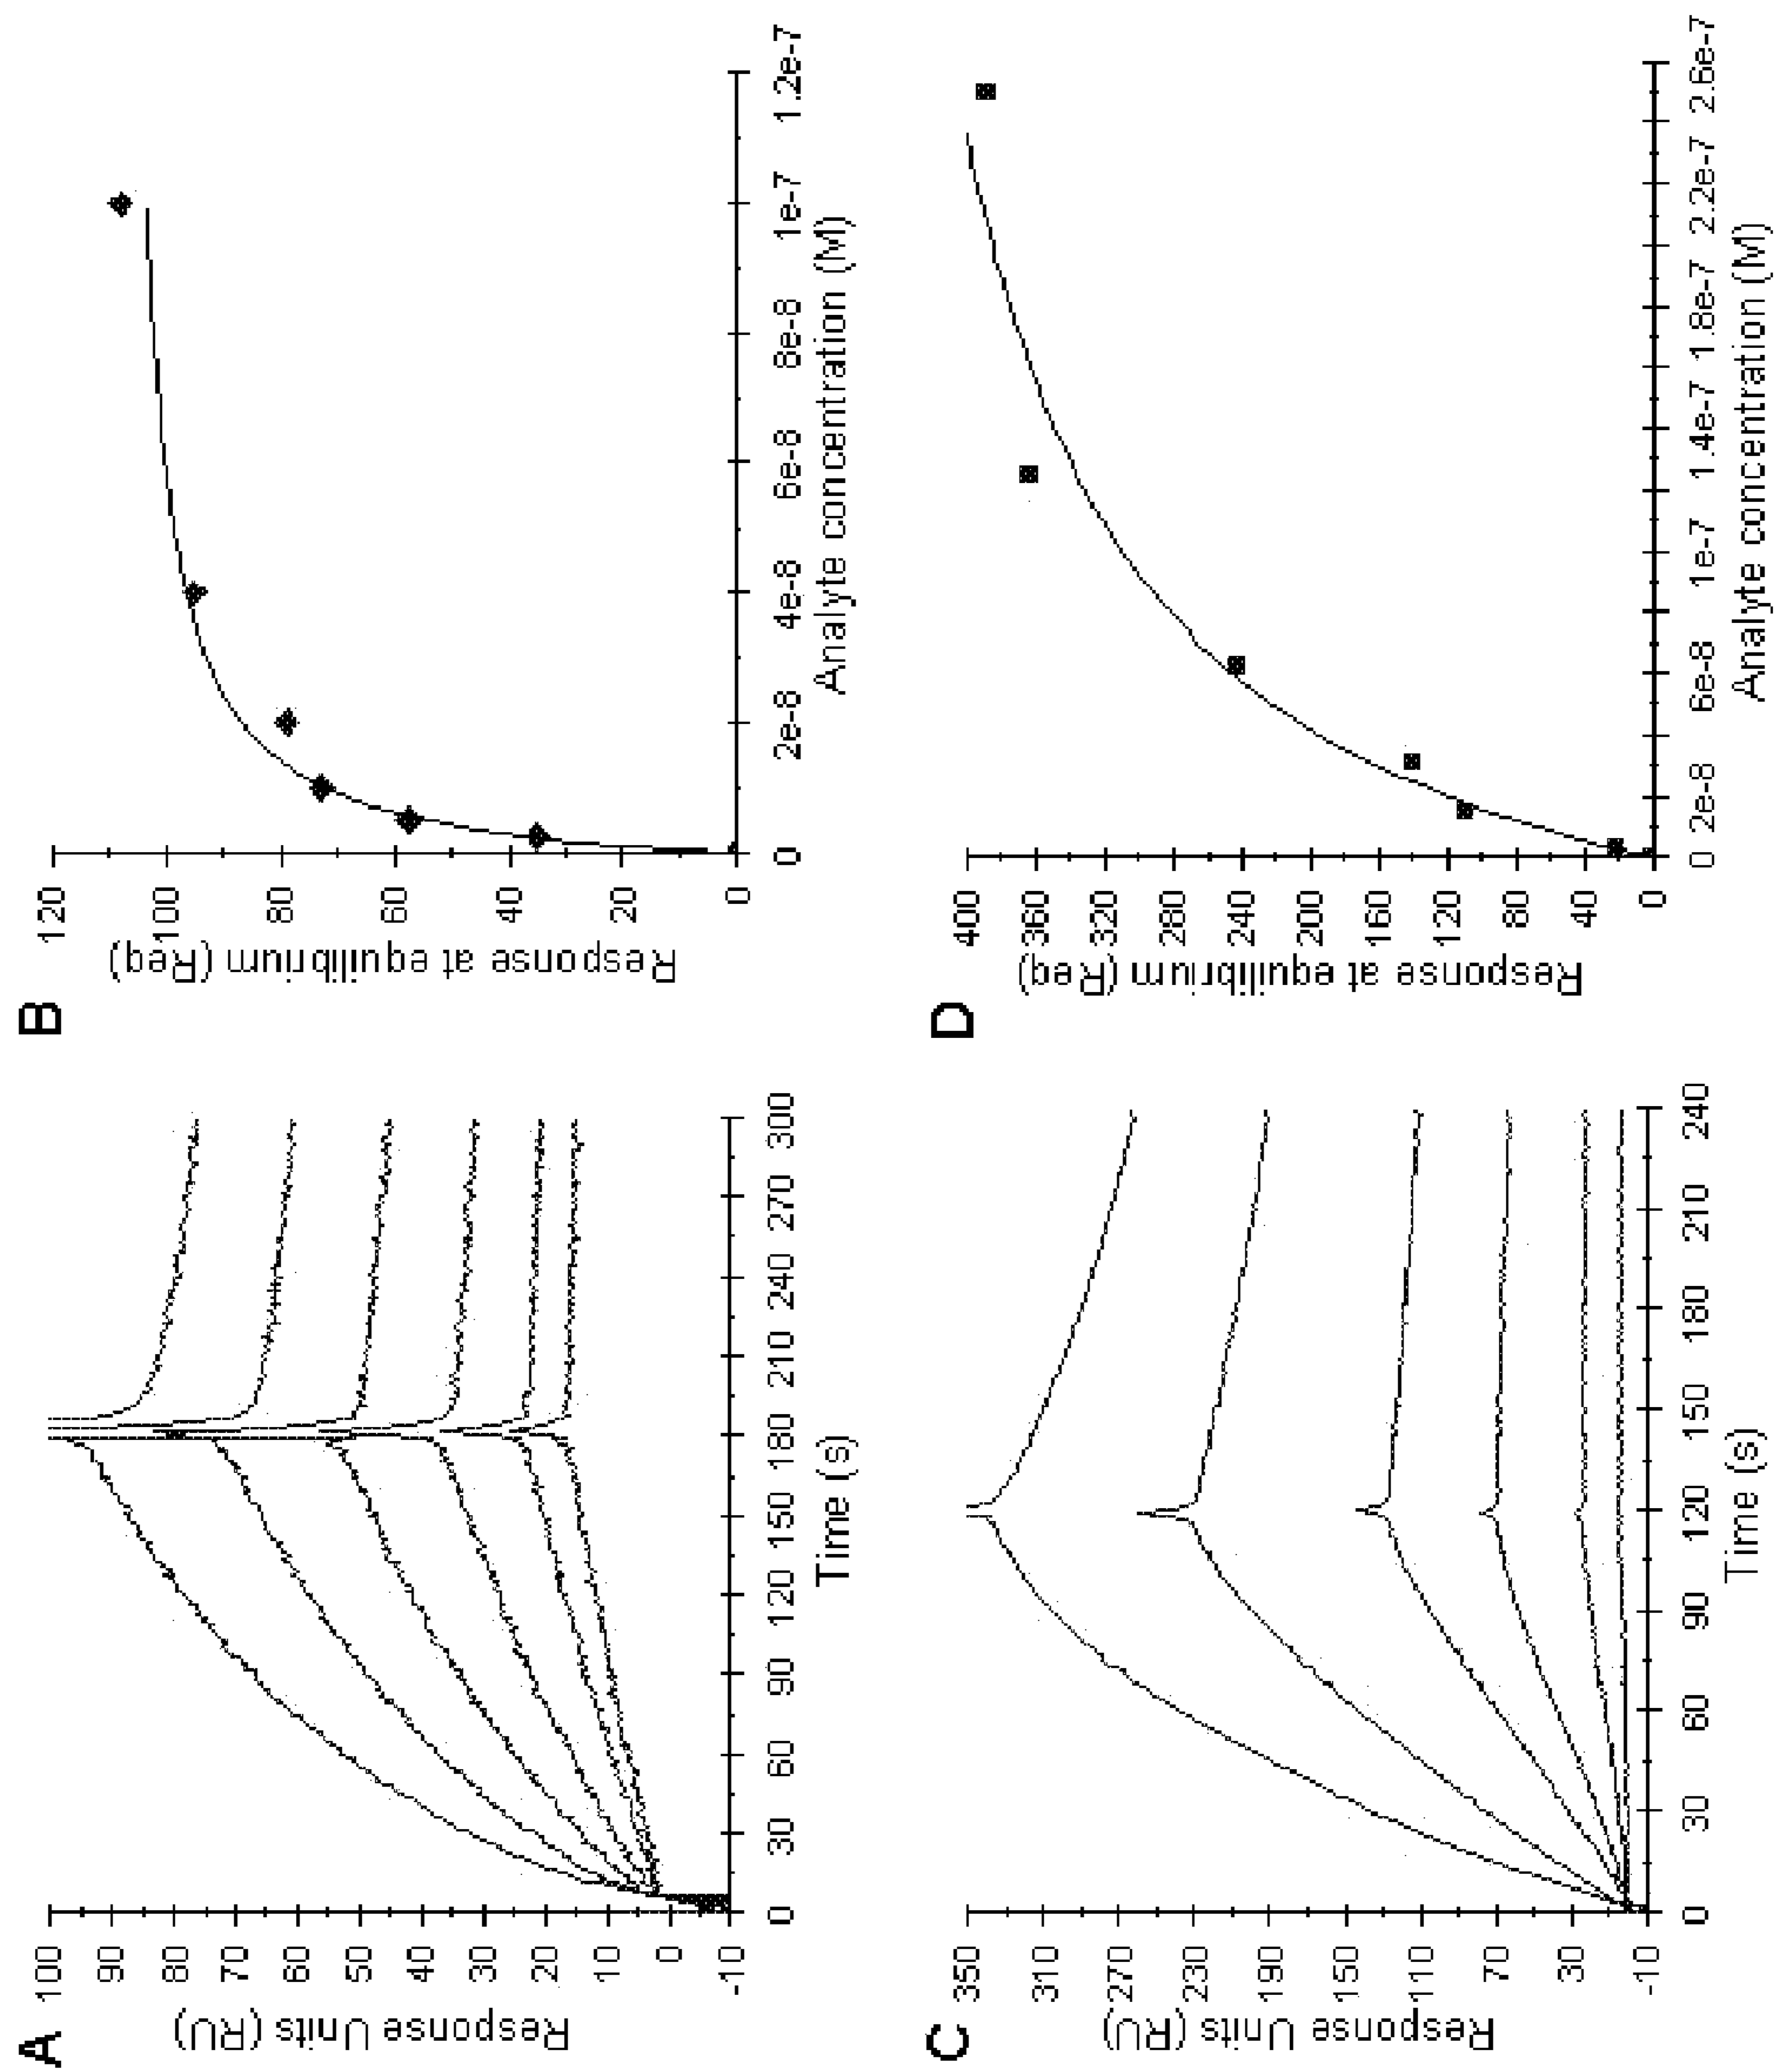 A
Response Units (RU)
100
90
80
70
60
50
40
30
20
10
0
-10
0 30 60 90 120 150 180 210 240 270 300
Time (s)
B
Response at equilibrium (Req)
120
100
80
60
40
20
0
0 2e-8 4e-8 6e-8 8e-8 1e-7 1.2e-7
Analyte concentration (M)
C
Response Units (RU)
350
310
270
230
190
150
110
70
30
-10
0 30 60 90 120 150 180 210 240
Time (s)
D
Response at equilibrium (Req)
400
360
320
280
240
200
160
120
80
40
0
0 2e-8 6e-8 1e-7 1.4e-7 1.8e-7 2.2e-7 2.6e-7
Analyte concentration (M)